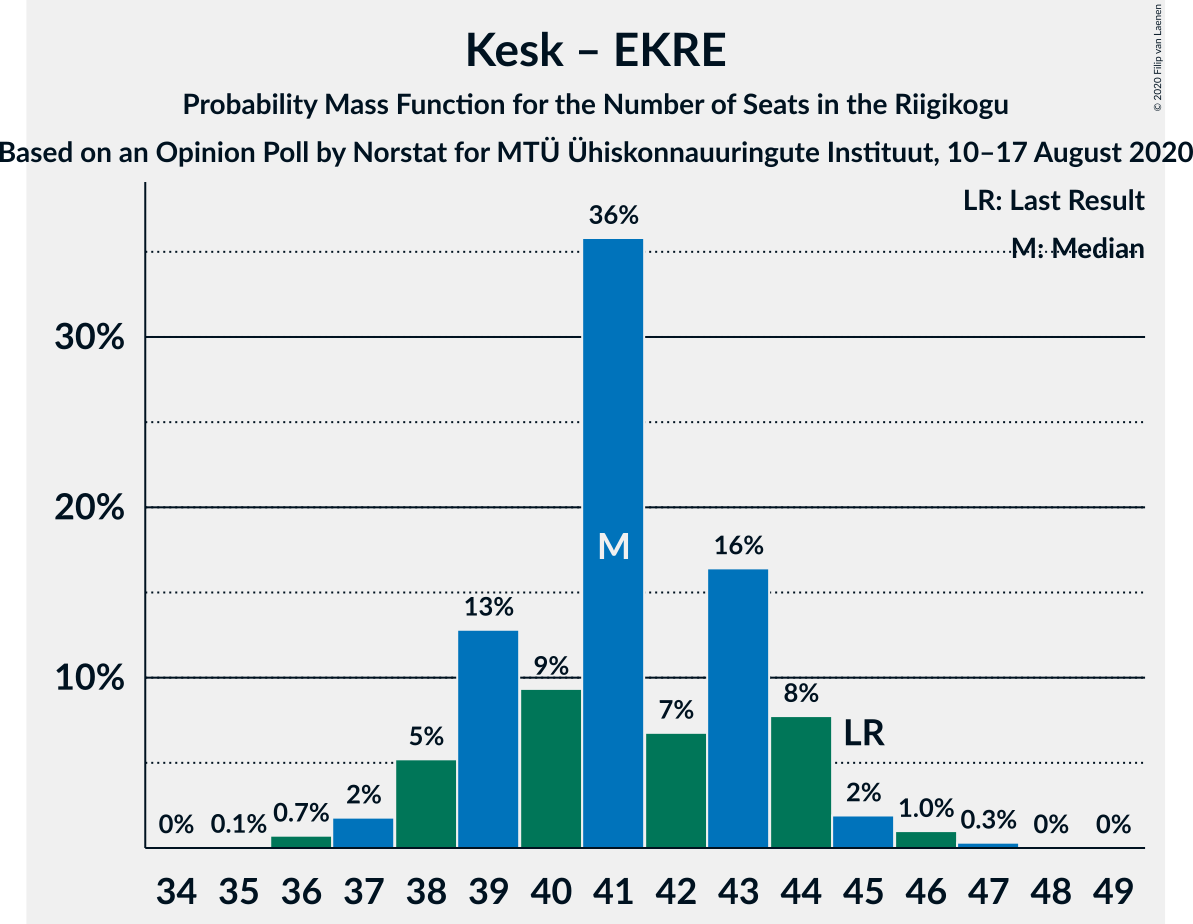 Kesk – EKRE
Probability Mass Function for the Number of Seats in the Riigikogu
Based on an Opinion Poll by Norstat for MTÜ Ühiskonnauuringute Instituut, 10–17 August 2020
© 2020 Filip van Laenen
LR: Last Result
M: Median
36%
30%
20%
M
16%
13%
10%
9%
8%
7%
5%
LR
2%
2%
0% 0.1% 0.7% 1.0% 0.3% 0% 0%
34 35 36 37 38 39 40 41 42 43 44 45 46 47 48 49